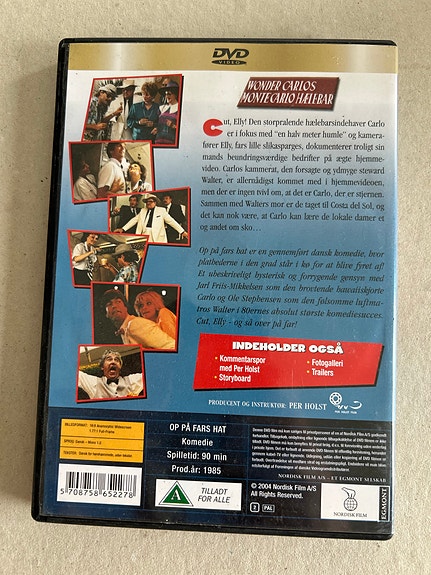 DVD
VIDEO
WONDER CARLOS
MONTE CARLO HÆLEBAR
Cut, Elly! Den storpralende hælebarsindehaver Carlo
er i fokus med "en halv meter humle" og kamera-
fører Elly, fars lille slikasparges, dokumenterer troligt sin
mands beundringsværdige bedrifter på ægte hjemme-
video. Carlos kammerat, den forsagte og ydmyge steward
Walter, er allernådigst kommet med i hjemmevideoen,
men der er ingen tvivl om, at det er Carlo, der er stjernen.
Sammen med Walters mor er de taget til Costa del Sol, og
det kan nok være, at Carlo kan lære de lokale damer et
og andet om sko…
Op på fars hat er en gennemført dansk komedie, hvor
plathederne i den grad står i kø for at blive fyret af!
Et ubeskriveligt hysterisk og forrygende gensyn med
Jarl Friis-Mikkelsen som den brovtende hawaiiskjorte
Carlo og Ole Stephensen som den følsomme luftma-
tros Walter i 80ernes absolut største komediesucces.
Cut, Elly - og så over på far!
INDEHOLDER OGSÅ
• Kommentarspor
med Per Holst
• Storyboard
• Fotogalleri
• Trailers
PRODUCENT OG INSTRUKTØR: PER HOLST
OP PÅ FARS HAT
Komedie
Spilletid: 90 min
Prod.år: 1985
NORDISK FILM A/S - ET EGMONT SELSKAB
5 708758 652278
A
TILLADT
FOR ALLE
© 2004 Nordisk Film A/S
All Rights Reserved.
2
PAL
NORDISK FILM
EGMONT